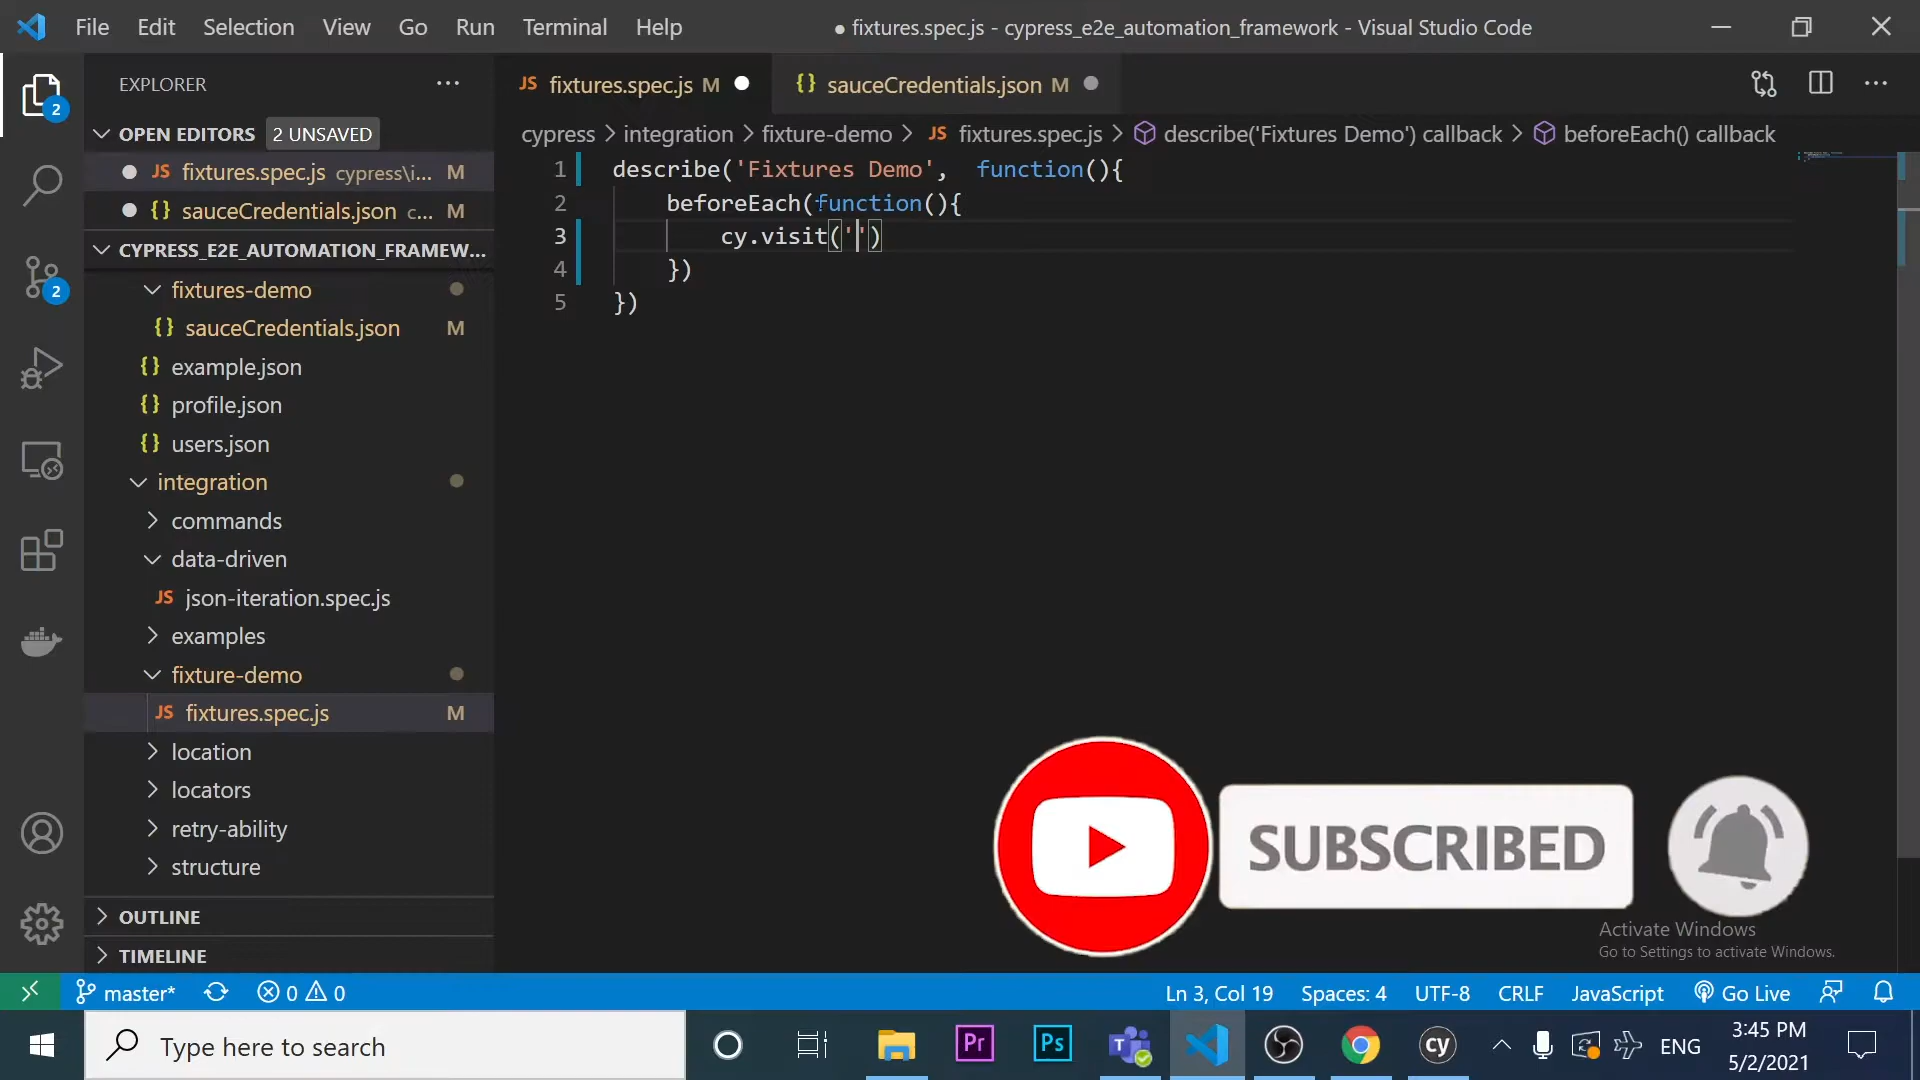 File Edit Selection View Go Run Terminal Help
● fixtures.spec.js - cypress_e2e_automation_framework - Visual Studio Code
EXPLORER
JS fixtures.spec.js M
{} sauceCredentials.json M
OPEN EDITORS 2 UNSAVED
cypress > integration > fixture-demo > JS fixtures.spec.js > describe('Fixtures Demo') callback > beforeEach() callback
JS fixtures.spec.js cypress\i... M
{} sauceCredentials.json c... M
CYPRESS_E2E_AUTOMATION_FRAMEW...
fixtures-demo
{} sauceCredentials.json M
{} example.json
{} profile.json
{} users.json
integration
commands
data-driven
JS json-iteration.spec.js
examples
fixture-demo
JS fixtures.spec.js M
location
locators
retry-ability
structure
OUTLINE
TIMELINE
1 describe('Fixtures Demo',  function(){
2 beforeEach(function(){
3 cy.visit('')
4 })
5 })
SUBSCRIBED
Activate Windows
Go to Settings to activate Windows.
master* 0 0
Ln 3, Col 19 Spaces: 4 UTF-8 CRLF JavaScript Go Live
Type here to search
2
2
Pr Ps T cy
ENG
3:45 PM
5/2/2021